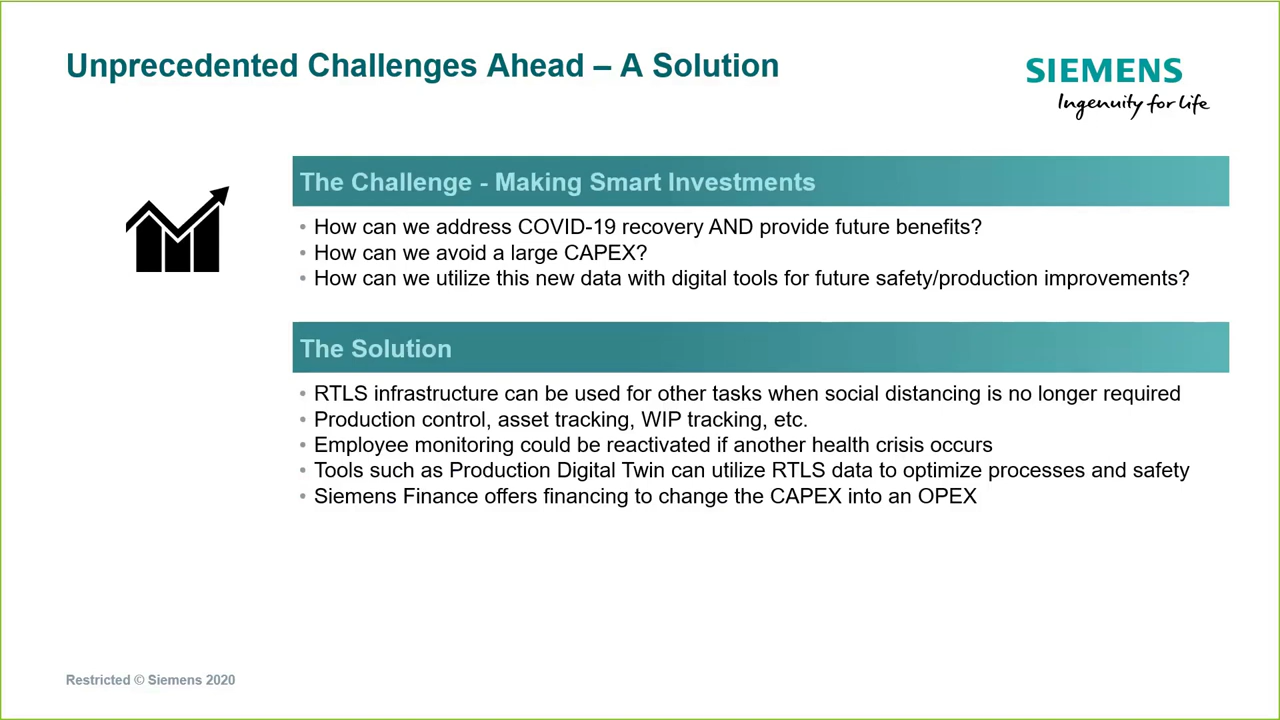 Unprecedented Challenges Ahead – A Solution
SIEMENS
Ingenuity for life
The Challenge - Making Smart Investments
• How can we address COVID-19 recovery AND provide future benefits?
• How can we avoid a large CAPEX?
• How can we utilize this new data with digital tools for future safety/production improvements?
The Solution
• RTLS infrastructure can be used for other tasks when social distancing is no longer required
• Production control, asset tracking, WIP tracking, etc.
• Employee monitoring could be reactivated if another health crisis occurs
• Tools such as Production Digital Twin can utilize RTLS data to optimize processes and safety
• Siemens Finance offers financing to change the CAPEX into an OPEX
Restricted © Siemens 2020